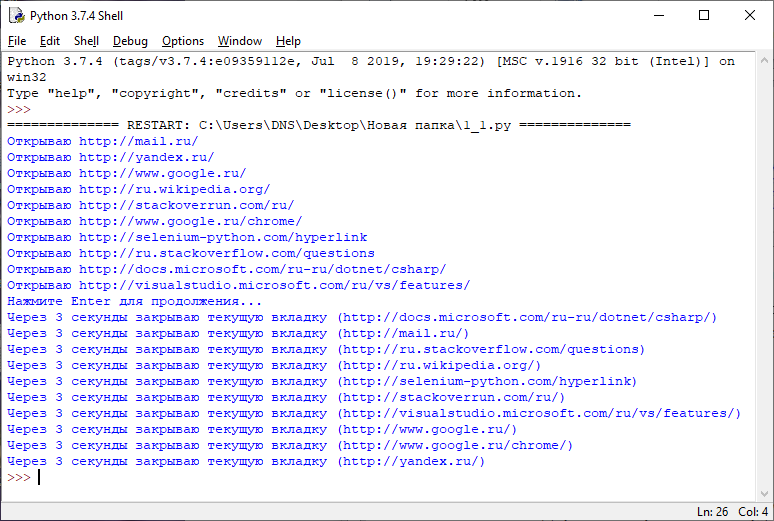 Python 3.7.4 Shell
File Edit Shell Debug Options Window Help
Python 3.7.4 (tags/v3.7.4:e09359112e, Jul  8 2019, 19:29:22) [MSC v.1916 32 bit (Intel)] on
win32
Type "help", "copyright", "credits" or "license()" for more information.
>>>
============== RESTART: C:\Users\DNS\Desktop\Новая папка\1_1.py ==============
Открываю http://mail.ru/
Открываю http://yandex.ru/
Открываю http://www.google.ru/
Открываю http://ru.wikipedia.org/
Открываю http://stackoverrun.com/ru/
Открываю http://www.google.ru/chrome/
Открываю http://selenium-python.com/hyperlink
Открываю http://ru.stackoverflow.com/questions
Открываю http://docs.microsoft.com/ru-ru/dotnet/csharp/
Открываю http://visualstudio.microsoft.com/ru/vs/features/
Нажмите Enter для продолжения...
Через 3 секунды закрываю текущую вкладку (http://docs.microsoft.com/ru-ru/dotnet/csharp/)
Через 3 секунды закрываю текущую вкладку (http://mail.ru/)
Через 3 секунды закрываю текущую вкладку (http://ru.stackoverflow.com/questions)
Через 3 секунды закрываю текущую вкладку (http://ru.wikipedia.org/)
Через 3 секунды закрываю текущую вкладку (http://selenium-python.com/hyperlink)
Через 3 секунды закрываю текущую вкладку (http://stackoverrun.com/ru/)
Через 3 секунды закрываю текущую вкладку (http://visualstudio.microsoft.com/ru/vs/features/)
Через 3 секунды закрываю текущую вкладку (http://www.google.ru/)
Через 3 секунды закрываю текущую вкладку (http://www.google.ru/chrome/)
Через 3 секунды закрываю текущую вкладку (http://yandex.ru/)
>>>
Ln: 26 Col: 4